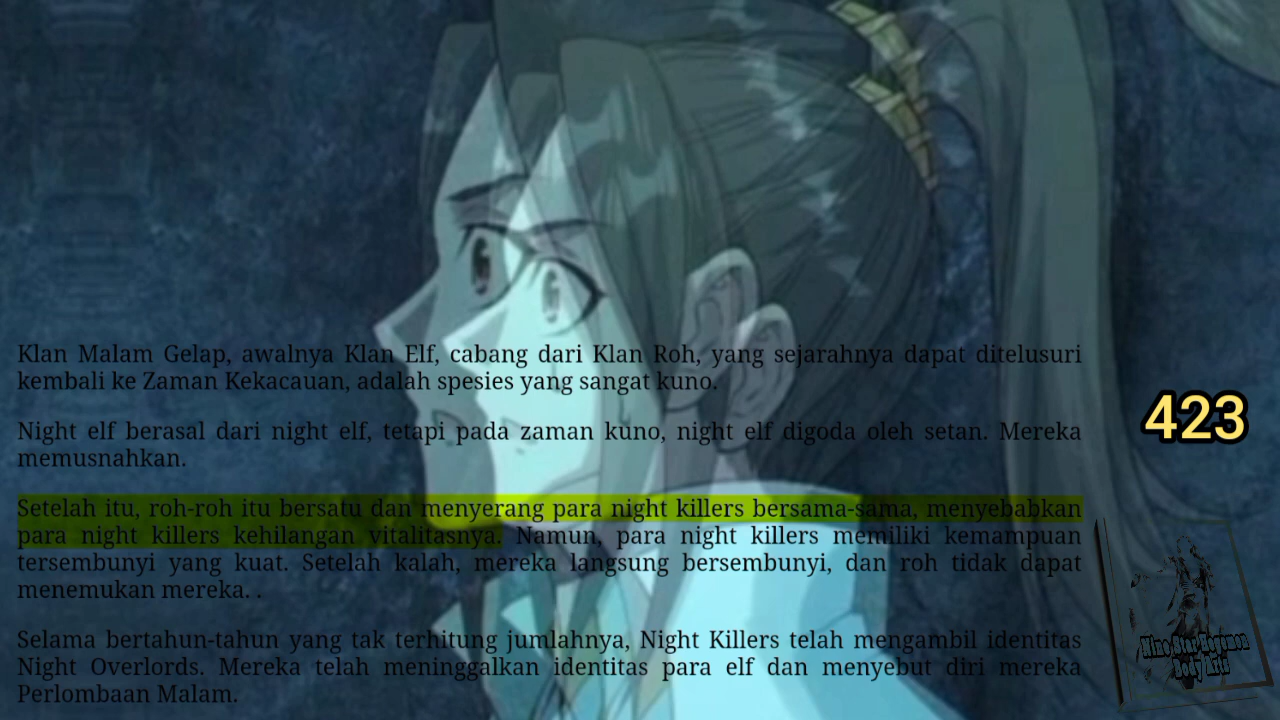 Klan Malam Gelap, awalnya Klan Elf, cabang dari Klan Roh, yang sejarahnya dapat ditelusuri
kembali ke Zaman Kekacauan, adalah spesies yang sangat kuno.
Night elf berasal dari night elf, tetapi pada zaman kuno, night elf digoda oleh setan. Mereka
memusnahkan.
423
Setelah itu, roh-roh itu bersatu dan menyerang para night killers bersama-sama, menyebabkan
para night killers kehilangan vitalitasnya. Namun, para night killers memiliki kemampuan
tersembunyi yang kuat. Setelah kalah, mereka langsung bersembunyi, dan roh tidak dapat
menemukan mereka. .
Selama bertahun-tahun yang tak terhitung jumlahnya, Night Killers telah mengambil identitas
Night Overlords. Mereka telah meninggalkan identitas para elf dan menyebut diri mereka
Perlombaan Malam.
Nine Star Hegemon
Body Arts